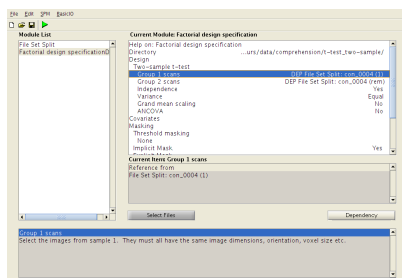 File Edit SPM BasicIO
Module List
Current Module: Factorial design specification
File Set Split
Factorial design specificationD
Help on: Factorial design specification
Directory ...urs/data/comprehension/t-test_two-sample/
Design
Two-sample t-test
Group 1 scans DEP File Set Split: con_0004 (1)
Group 2 scans DEP File Set Split: con_0004 (rem)
Independence Yes
Variance Equal
Grand mean scaling No
ANCOVA No
Covariates
Masking
Threshold masking
None
Implicit Mask Yes
Current Item: Group 1 scans
Reference from
File Set Split: con_0004 (1)
Select Files
Dependency
Group 1 scans
Select the images from sample 1. They must all have the same image dimensions, orientation, voxel size etc.